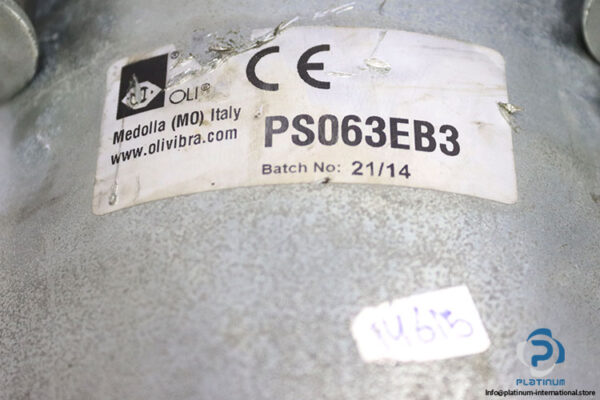 OLI®
CE
Medolla (MO) Italy
www.olivibra.com
PS063EB3
Batch No: 21/14
PLATINUM
Info@platinum-international.store